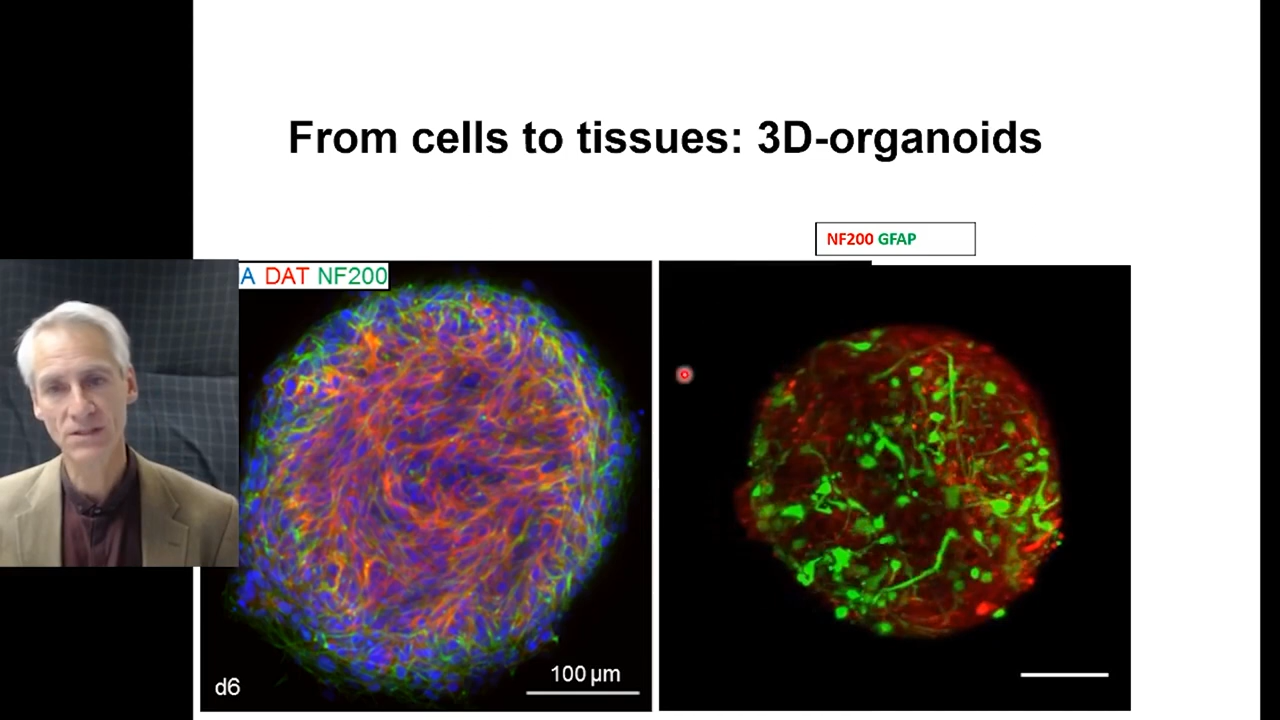 From cells to tissues: 3D-organoids
NF200 GFAP
A DAT NF200
100 µm
d6